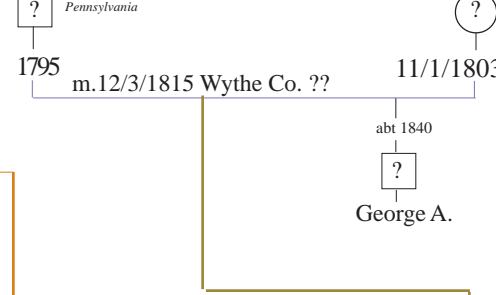 ? Pennsylvania ?
1795 11/1/1803
m.12/3/1815 Wythe Co. ??
abt 1840
?
George A.